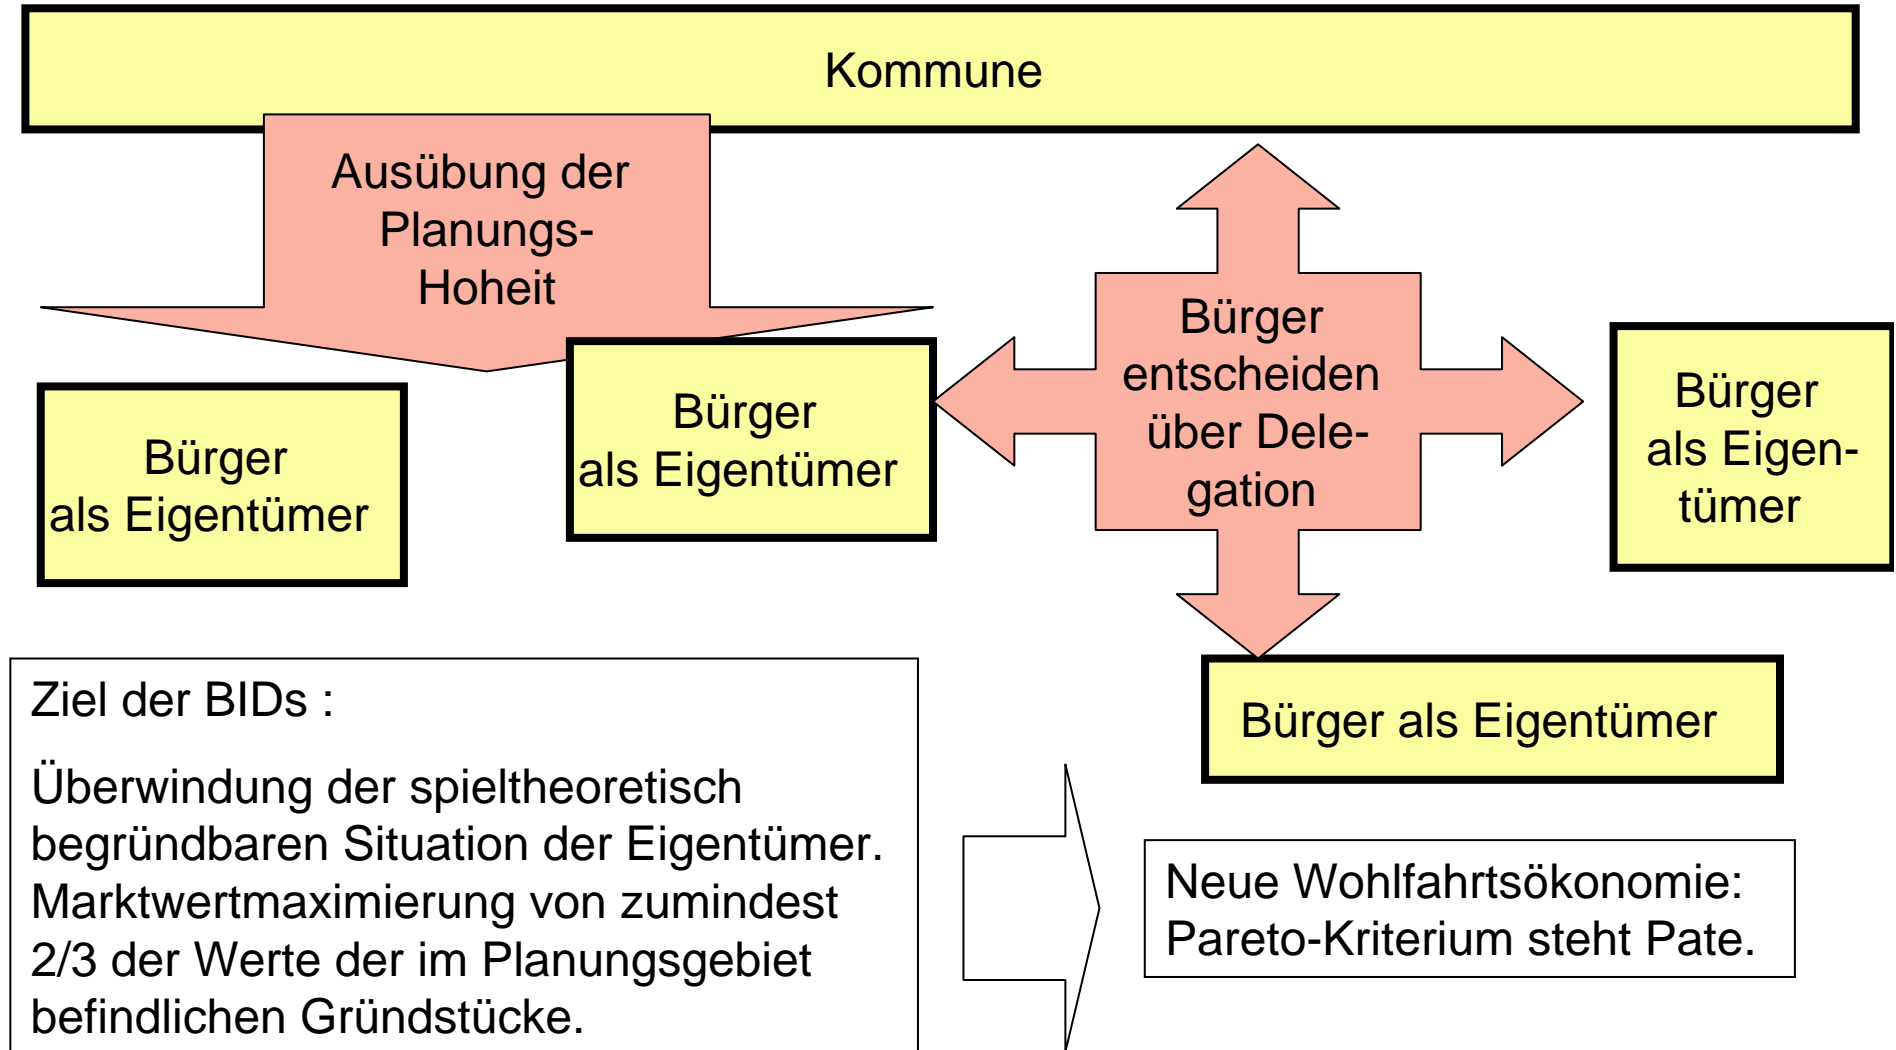 Kommune
Ausübung der
Planungs-
Hoheit
Bürger
als Eigentümer
Bürger
als Eigentümer
Bürger
entscheiden
über Dele-
gation
Bürger
als Eigen-
tümer
Bürger als Eigentümer
Ziel der BIDs :
Überwindung der spieltheoretisch
begründbaren Situation der Eigentümer.
Marktwertmaximierung von zumindest
2/3 der Werte der im Planungsgebiet
befindlichen Gründstücke.
Neue Wohlfahrtsökonomie:
Pareto-Kriterium steht Pate.